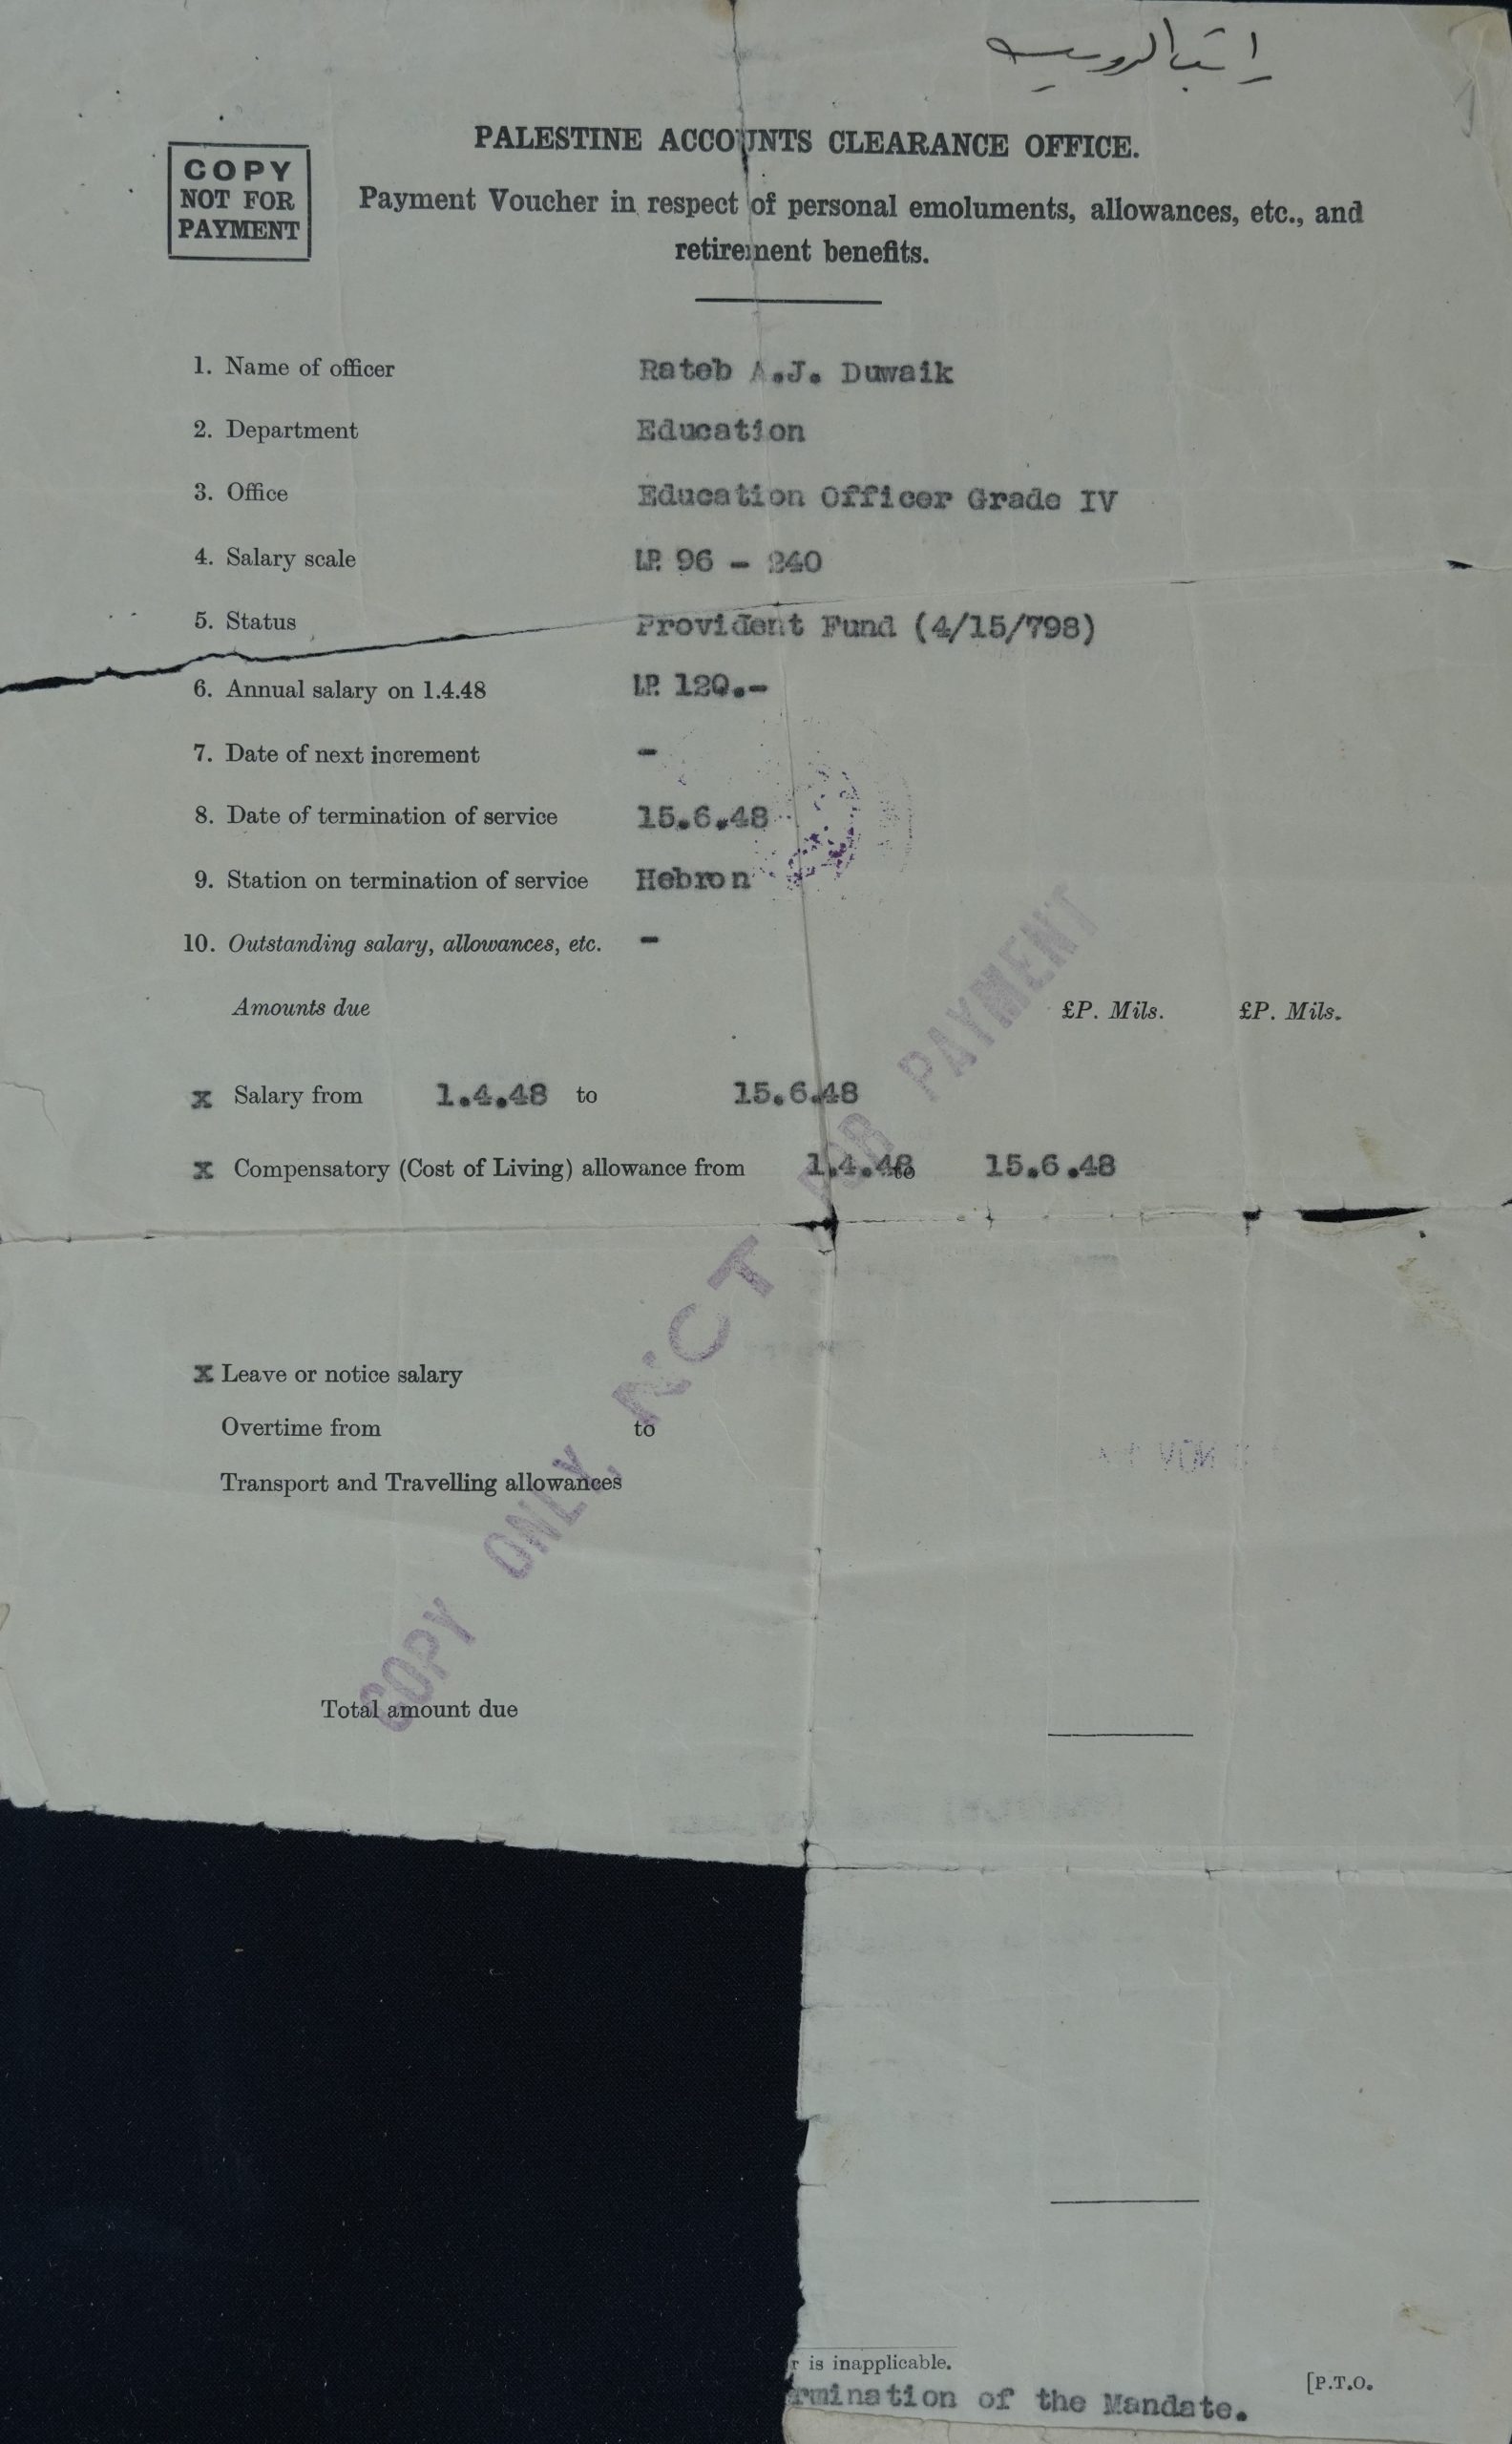 راتب الدويك
PALESTINE ACCOUNTS CLEARANCE OFFICE.
COPY
NOT FOR
PAYMENT
Payment Voucher in respect of personal emoluments, allowances, etc., and
retirement benefits.
1. Name of officer Rateb A.J. Duwaik
2. Department Education
3. Office Education Officer Grade IV
4. Salary scale LP. 96 - 240
5. Status Provident Fund (4/15/798)
6. Annual salary on 1.4.48 LP. 120.-
7. Date of next increment -
8. Date of termination of service 15.6.48
9. Station on termination of service Hebron
10. Outstanding salary, allowances, etc. -
Amounts due £P. Mils. £P. Mils.
x Salary from 1.4.48 to 15.6.48
x Compensatory (Cost of Living) allowance from 1.4.48 to 15.6.48
x Leave or notice salary
Overtime from to
Transport and Travelling allowances
COPY ONLY, NOT FOR PAYMENT
Total amount due
r is inapplicable.
[P.T.O.
rmination of the Mandate.